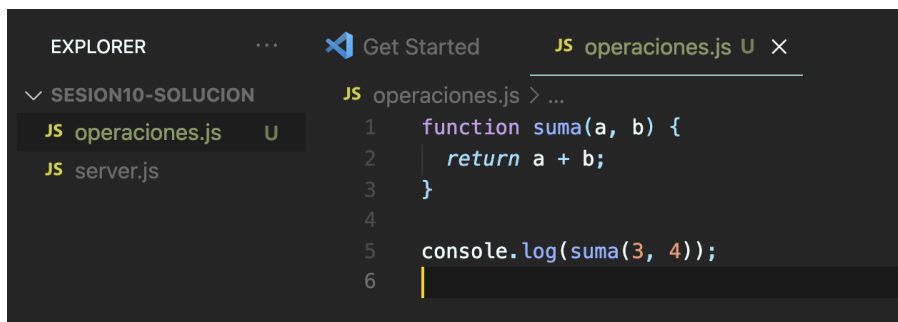 EXPLORER ...
SESION10-SOLUCION
JS operaciones.js U
JS server.js
Get Started JS operaciones.js U
JS operaciones.js > ...
1 function suma(a, b) {
2 return a + b;
3 }
4
5 console.log(suma(3, 4));
6